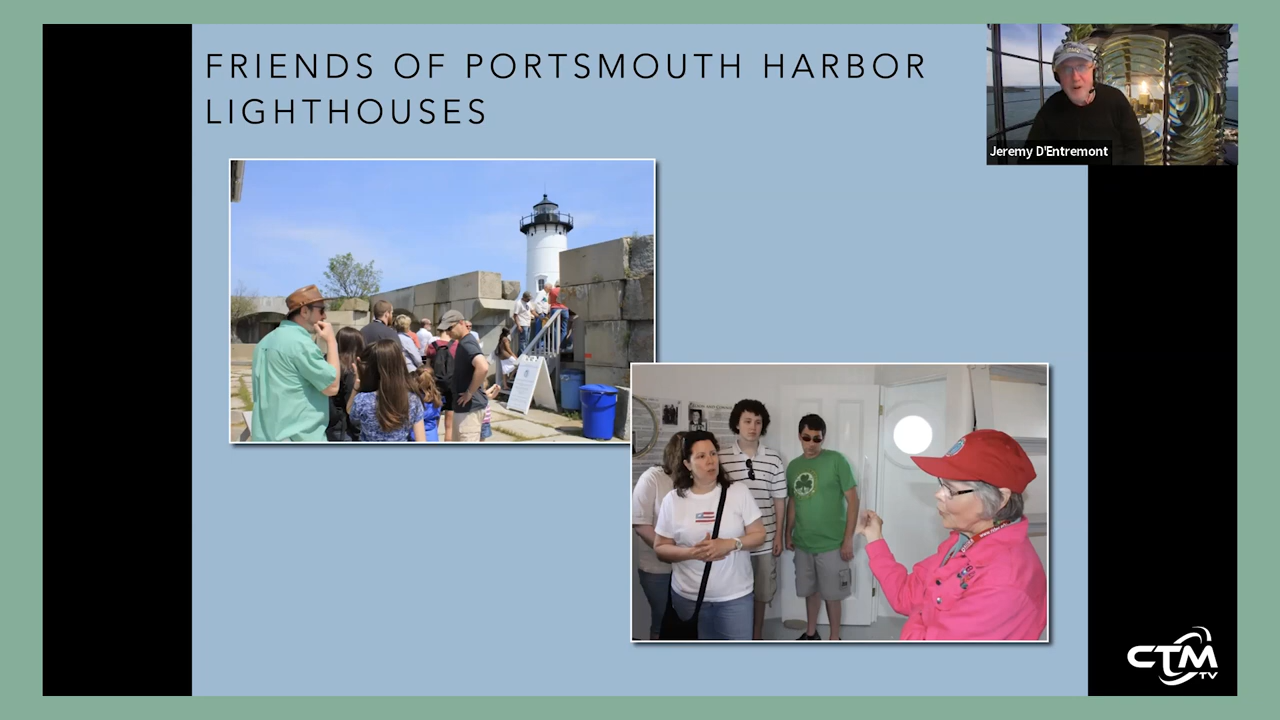 FRIENDS OF PORTSMOUTH HARBOR
LIGHTHOUSES
Jeremy D'Entremont
CTM
TV